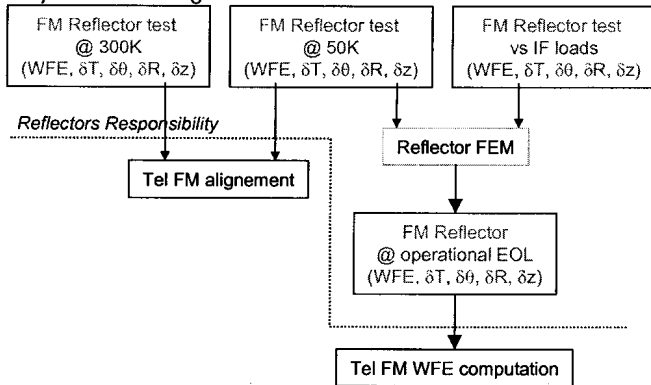 FM Reflector test
@ 300K
(WFE, δT, δθ, δR, δz)
FM Reflector test
@ 50K
(WFE, δT, δθ, δR, δz)
FM Reflector test
vs IF loads
(WFE, δT, δθ, δR, δz)
Reflectors Responsibility
Tel FM alignement
Reflector FEM
FM Reflector
@ operational EOL
(WFE, δT, δθ, δR, δz)
Tel FM WFE computation